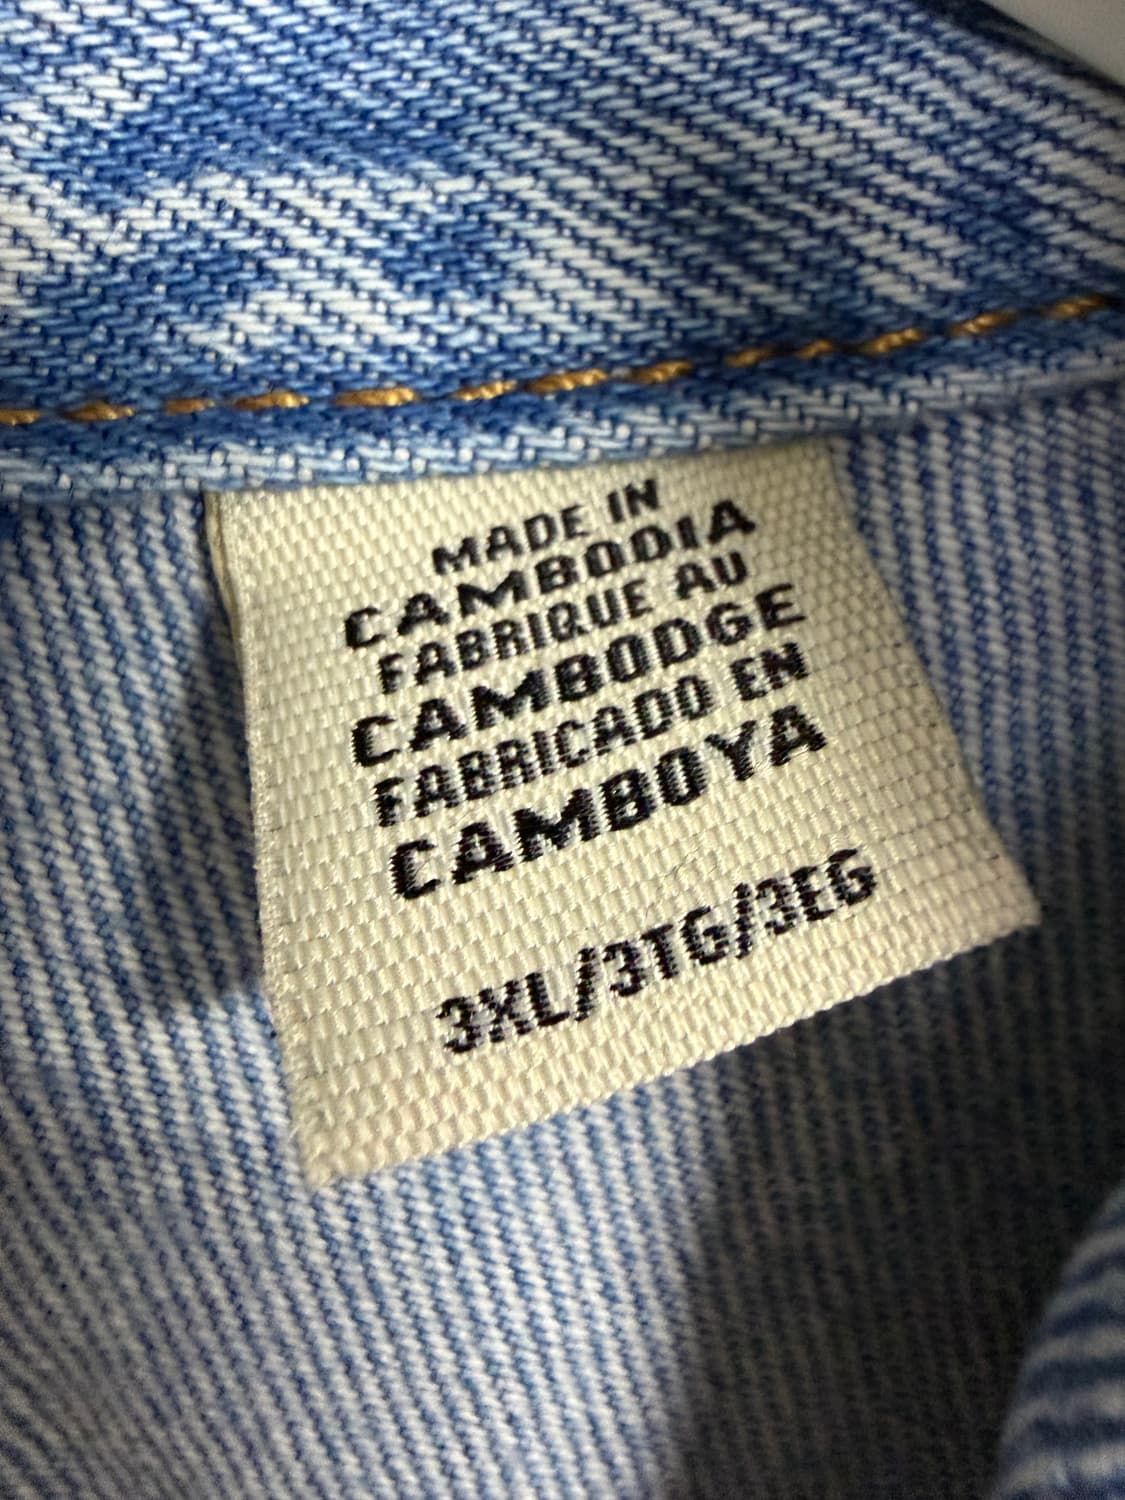 MADE IN
CAMBODIA
FABRIQUE AU
CAMBODGE
FABRICADO EN
CAMBOYA
3XL/3TG/3EG